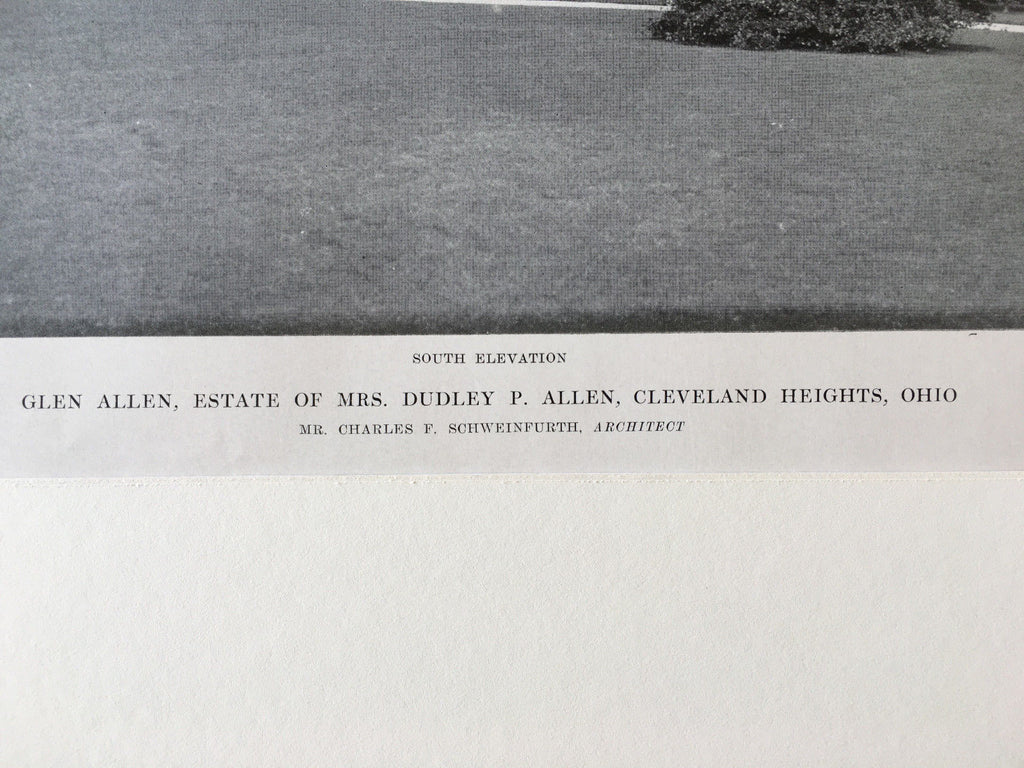 SOUTH ELEVATION
GLEN ALLEN, ESTATE OF MRS. DUDLEY P. ALLEN, CLEVELAND HEIGHTS, OHIO
MR. CHARLES F. SCHWEINFURTH, ARCHITECT